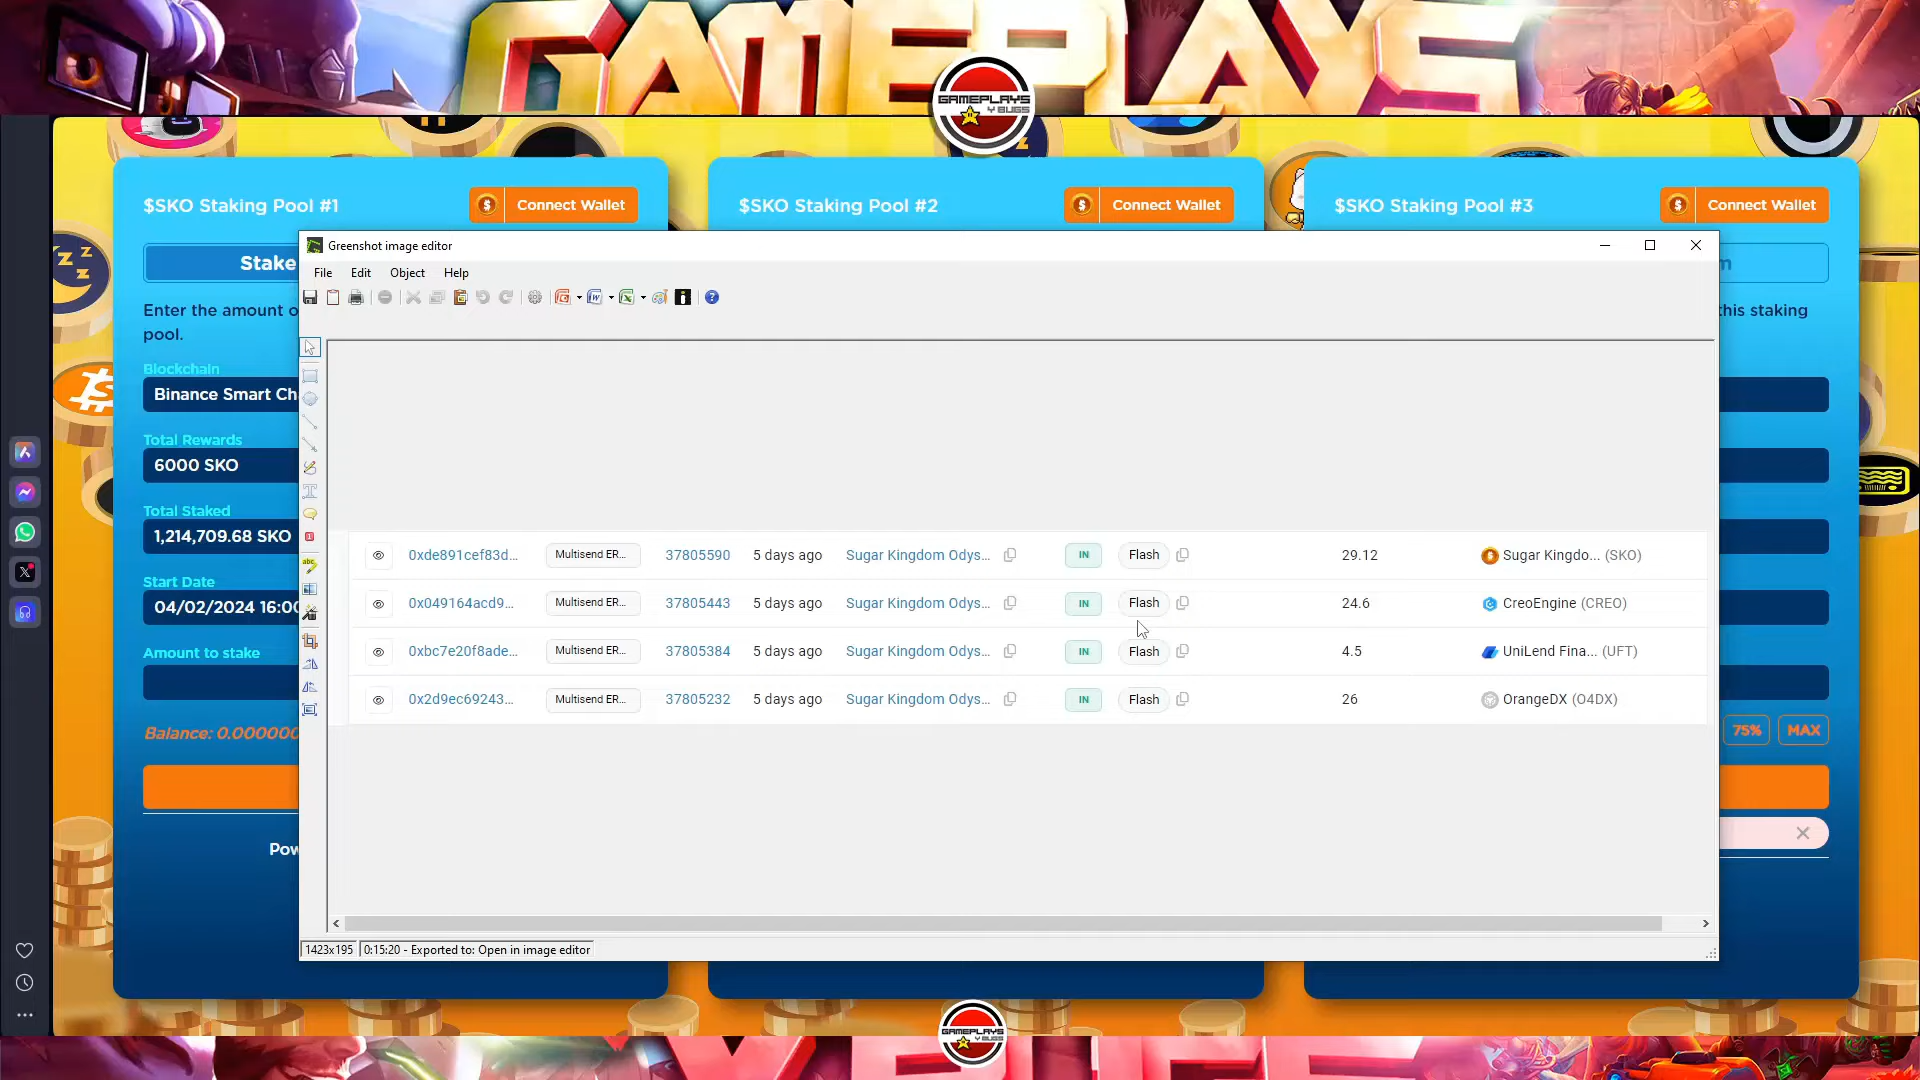 GAMEPLAYS
GAMEPLAYS
Y BUGS
$SKO Staking Pool #1
Connect Wallet
$SKO Staking Pool #2
Connect Wallet
$SKO Staking Pool #3
Connect Wallet
Greenshot image editor
Stake
File Edit Object Help
Enter the amount o
this staking
pool.
Blockchain
Binance Smart Ch
Total Rewards
6000 SKO
Total Staked
1,214,709.68 SKO
Start Date
04/02/2024 16:00
Amount to stake
Balance: 0.000000
75% MAX
0xde891cef83d... Multisend ER... 37805590 5 days ago Sugar Kingdom Odys... IN Flash 29.12 Sugar Kingdo... (SKO)
0x049164acd9... Multisend ER... 37805443 5 days ago Sugar Kingdom Odys... IN Flash 24.6 CreoEngine (CREO)
0xbc7e20f8ade... Multisend ER... 37805384 5 days ago Sugar Kingdom Odys... IN Flash 4.5 UniLend Fina... (UFT)
0x2d9ec69243... Multisend ER... 37805232 5 days ago Sugar Kingdom Odys... IN Flash 26 OrangeDX (O4DX)
Pow
1423x195 0:15:20 - Exported to: Open in image editor
GAMEPLAYS
Y BUGS